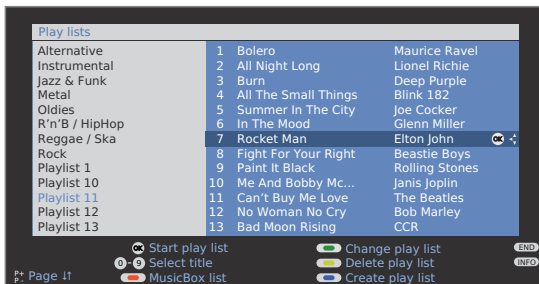 Play lists
Alternative 1 Bolero Maurice Ravel
Instrumental 2 All Night Long Lionel Richie
Jazz & Funk 3 Burn Deep Purple
Metal 4 All The Small Things Blink 182
Oldies 5 Summer In The City Joe Cocker
R'n'B / HipHop 6 In The Mood Glenn Miller
Reggae / Ska 7 Rocket Man Elton John OK
Rock 8 Fight For Your Right Beastie Boys
Playlist 1 9 Paint It Black Rolling Stones
Playlist 10 10 Me And Bobby Mc... Janis Joplin
Playlist 11 11 Can't Buy Me Love The Beatles
Playlist 12 12 No Woman No Cry Bob Marley
Playlist 13 13 Bad Moon Rising CCR
OK Start play list Change play list END
0-9 Select title Delete play list INFO
P+ P- Page ↓↑ MusicBox list Create play list